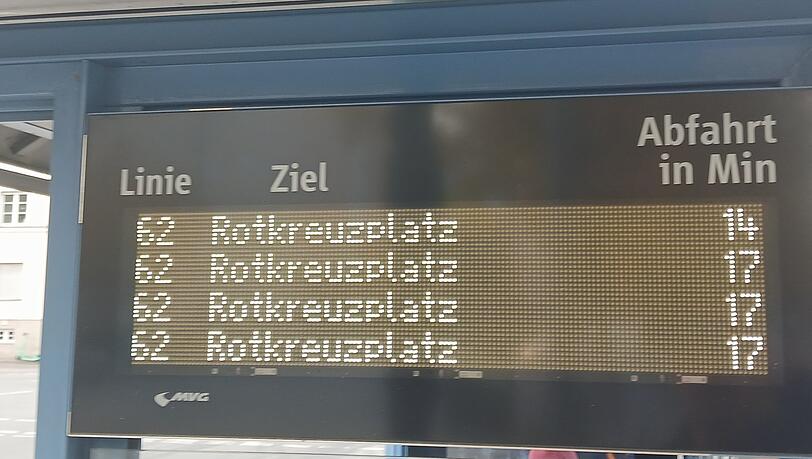 Abfahrt
Linie Ziel in Min
62 Rotkreuzplatz 14
62 Rotkreuzplatz 17
62 Rotkreuzplatz 17
62 Rotkreuzplatz 17
MVG